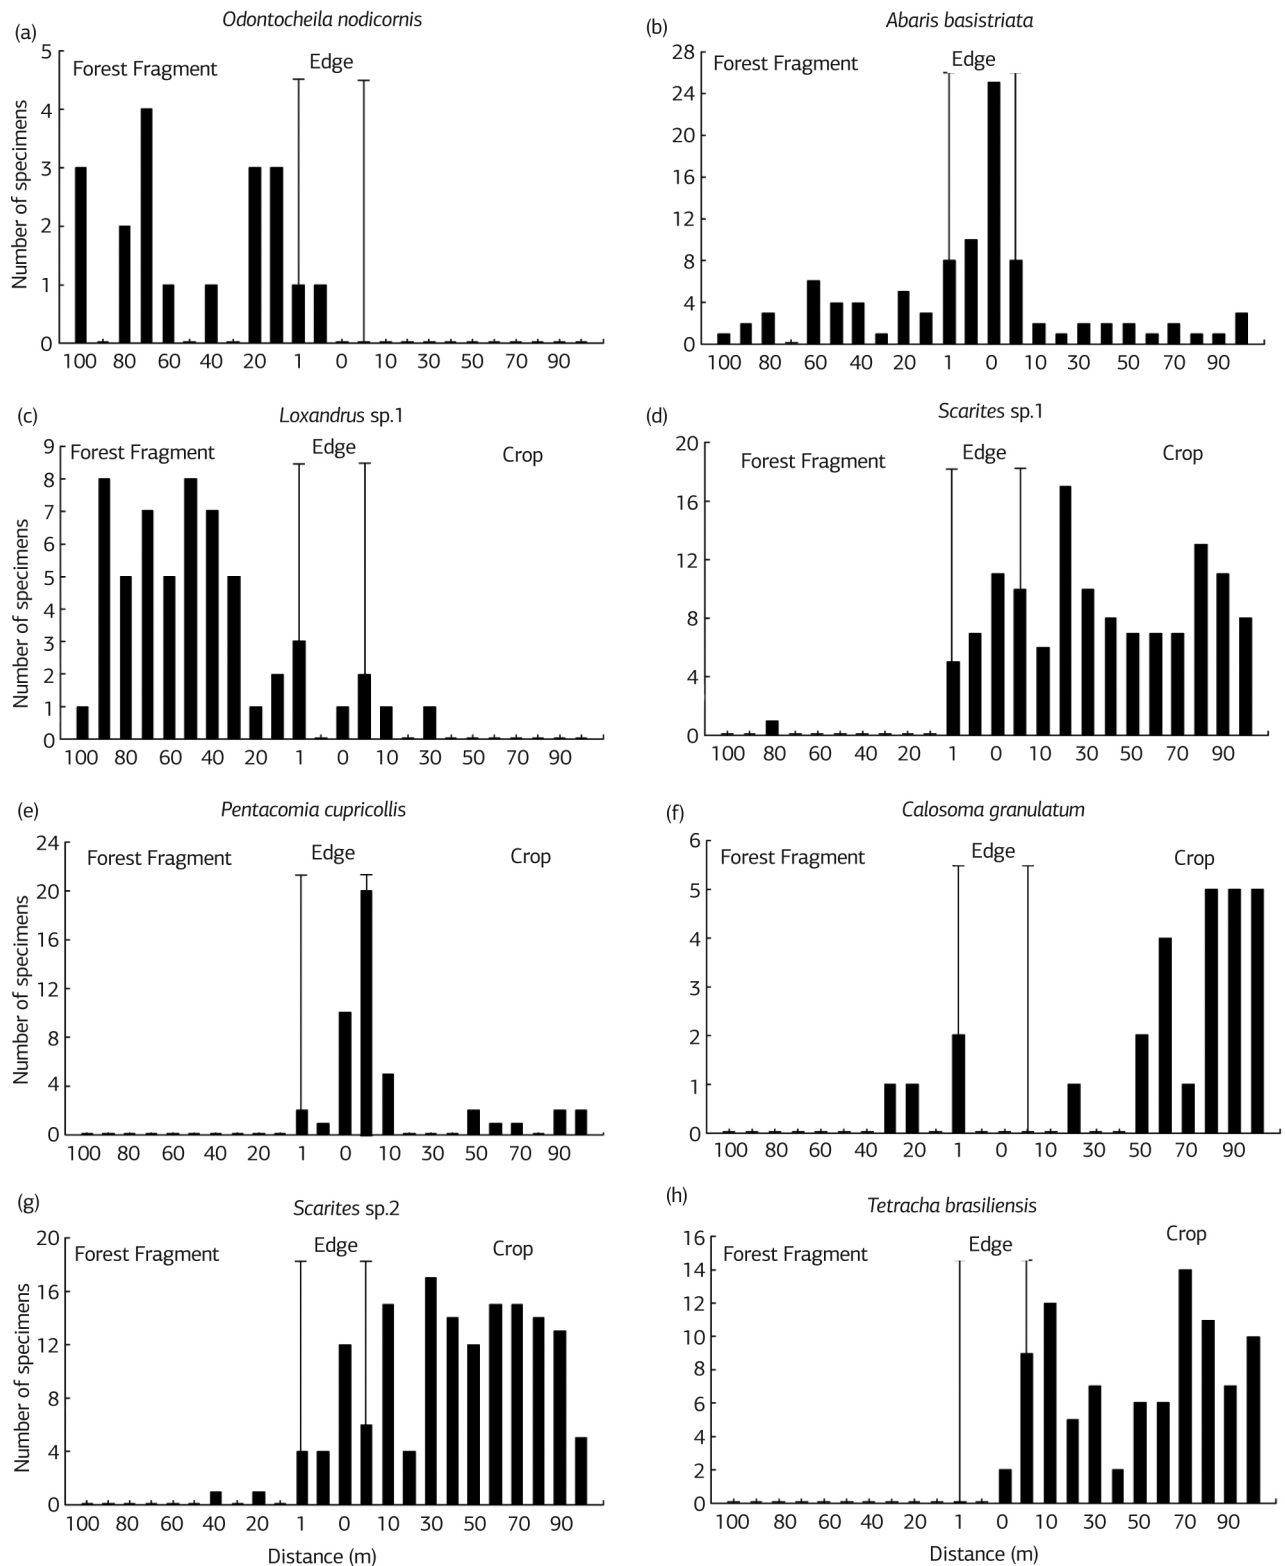 (a)
Odontocheila nodicornis
Number of specimens
5
4
3
2
1
0
Forest Fragment
Edge
100 80 60 40 20 1 0 10 30 50 70 90
(b)
Abaris basistriata
28
24
20
16
12
8
4
0
Forest Fragment
Edge
100 80 60 40 20 1 0 10 30 50 70 90
(c)
Loxandrus sp.1
Number of specimens
9
8
7
6
5
4
3
2
1
0
Forest Fragment
Edge
Crop
100 80 60 40 20 1 0 10 30 50 70 90
(d)
Scarites sp.1
20
16
12
8
4
0
Forest Fragment
Edge
Crop
100 80 60 40 20 1 0 10 30 50 70 90
(e)
Pentacomia cupricollis
Number of specimens
24
20
16
12
8
4
0
Forest Fragment
Edge
Crop
100 80 60 40 20 1 0 10 30 50 70 90
(f)
Calosoma granulatum
6
5
4
3
2
1
0
Forest Fragment
Edge
Crop
100 80 60 40 20 1 0 10 30 50 70 90
(g)
Scarites sp.2
Number of specimens
20
16
12
8
4
0
Forest Fragment
Edge
Crop
100 80 60 40 20 1 0 10 30 50 70 90
Distance (m)
(h)
Tetracha brasiliensis
16
14
12
10
8
6
4
2
0
Forest Fragment
Edge
Crop
100 80 60 40 20 1 0 10 30 50 70 90
Distance (m)